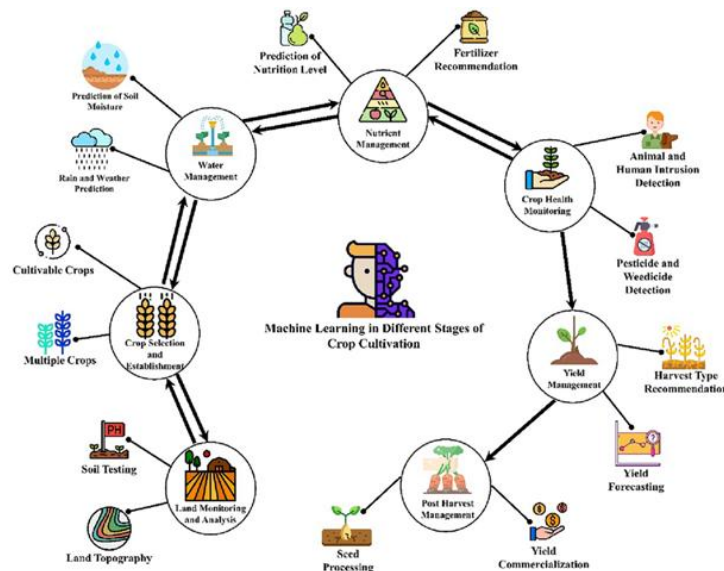 Prediction of
Nutrition Level
Fertilizer
Recommendation
Prediction of Soil
Moisture
Nutrient
Management
Water
Management
Rain and Weather
Prediction
Animal and
Human Intrusion
Detection
Crop Health
Monitoring
Cultivable Crops
Pesticide and
Weedicide
Detection
Machine Learning in Different Stages of
Crop Cultivation
Crop Selection
and
Establishment
Multiple Crops
Yield
Management
Harvest Type
Recommendation
PH
Soil Testing
Yield
Forecasting
Land Monitoring
and Analysis
Post Harvest
Management
Land Topography
Seed
Processing
Yield
Commercialization